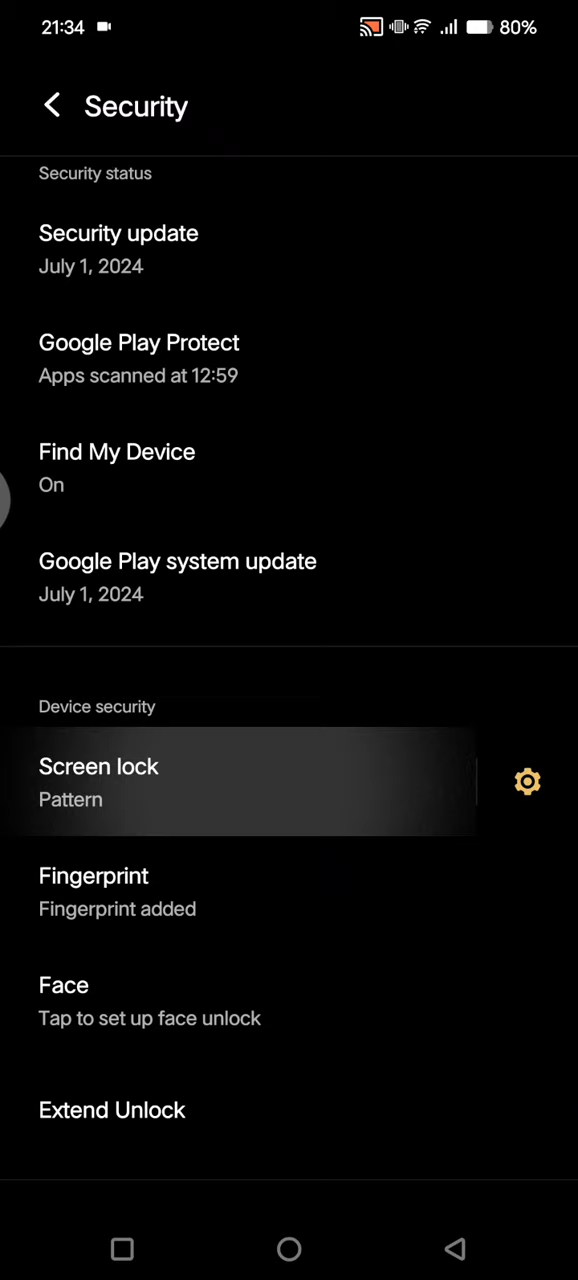 21:34 80%
Security
Security status
Security update
July 1, 2024
Google Play Protect
Apps scanned at 12:59
Find My Device
On
Google Play system update
July 1, 2024
Device security
Screen lock
Pattern
Fingerprint
Fingerprint added
Face
Tap to set up face unlock
Extend Unlock